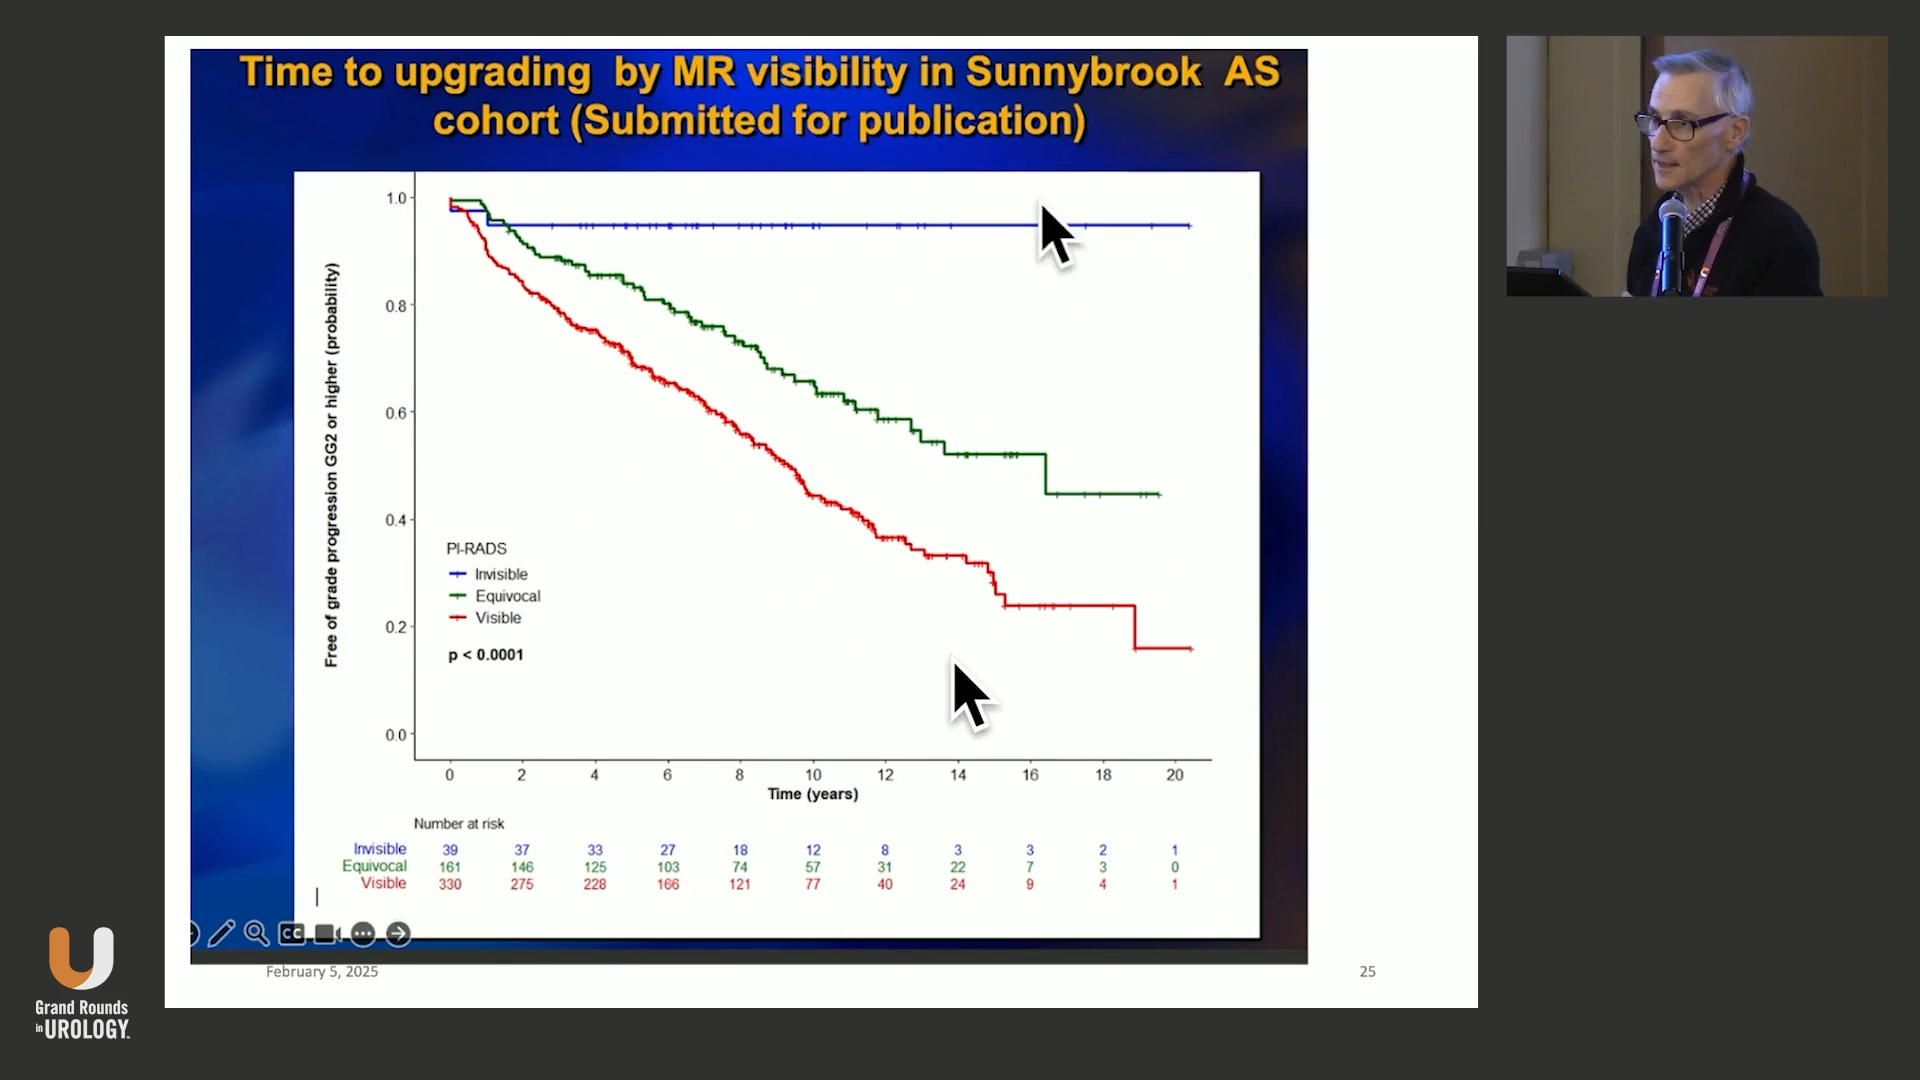 Time to upgrading by MR visibility in Sunnybrook AS
cohort (Submitted for publication)
Free of grade progression GG2 or higher (probability)
1.0
0.8
0.6
0.4
0.2
0.0
PI-RADS
Invisible
Equivocal
Visible
p < 0.0001
0 2 4 6 8 10 12 14 16 18 20
Time (years)
Number at risk
Invisible 39 37 33 27 18 12 8 3 3 2 1
Equivocal 161 146 125 103 74 57 31 22 7 3 0
Visible 330 275 228 166 121 77 40 24 9 4 1
CC
February 5, 2025
25
Grand Rounds
in UROLOGY